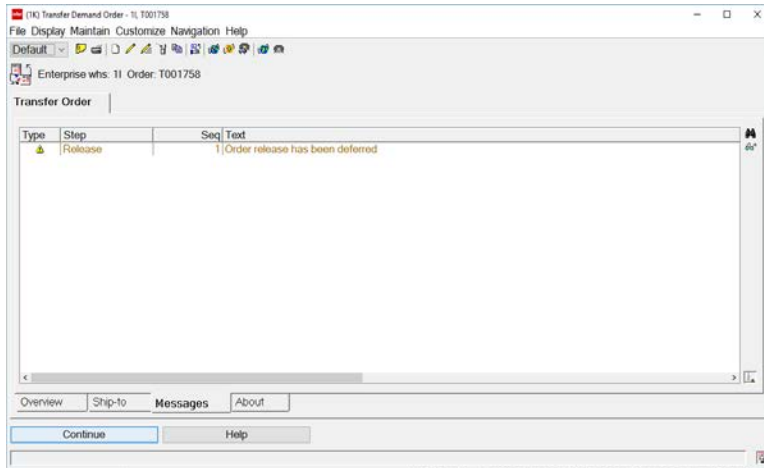 (1K) Transfer Demand Order - 1I, T001758
File Display Maintain Customize Navigation Help
Default
Enterprise whs: 1I Order: T001758
Transfer Order
Type Step Seq Text
Release 1 Order release has been deferred
Overview Ship-to Messages About
Continue Help